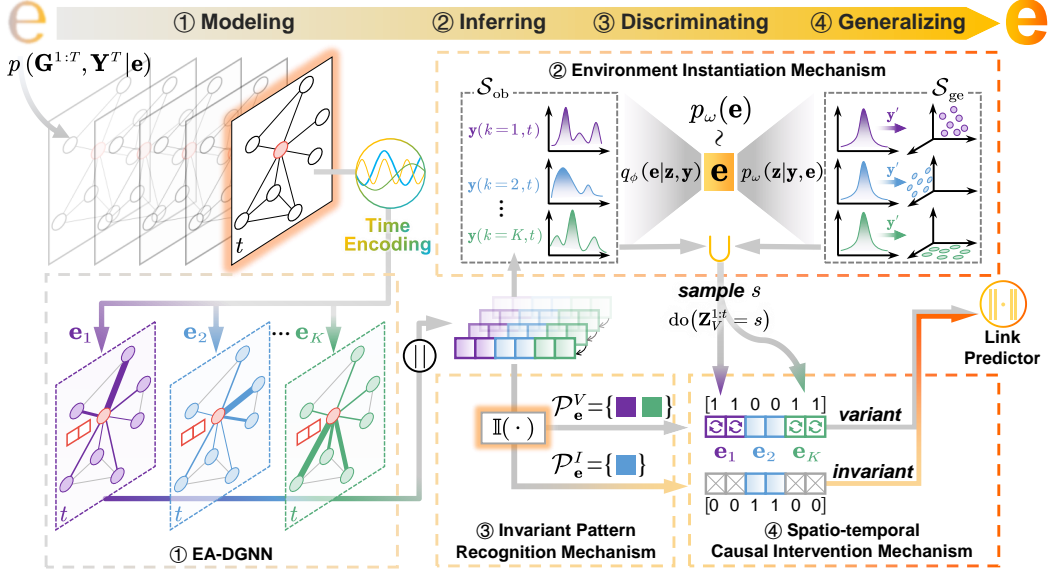 e ① Modeling ② Inferring ③ Discriminating ④ Generalizing e
p(G^{1:T}, Y^T|e)
t
Time
Encoding
② Environment Instantiation Mechanism
S_ob
S_ge
p_ω(e)
y(k=1,t)
y(k=2,t)
⋮
y(k=K,t)
q_ϕ(e|z,y)
e
p_ω(z|y,e)
y′
y′
y′
∪
sample s
do(Z_V^{1:t} = s)
e_1 e_2 ··· e_K
t t t
① EA-DGNN
||
𝕀(·)
P_e^V={ }
P_e^I={ }
③ Invariant Pattern
Recognition Mechanism
[1 1 0 0 1 1]
variant
e_1 e_2 e_K
invariant
[0 0 1 1 0 0]
④ Spatio-temporal
Causal Intervention Mechanism
||·||
Link
Predictor